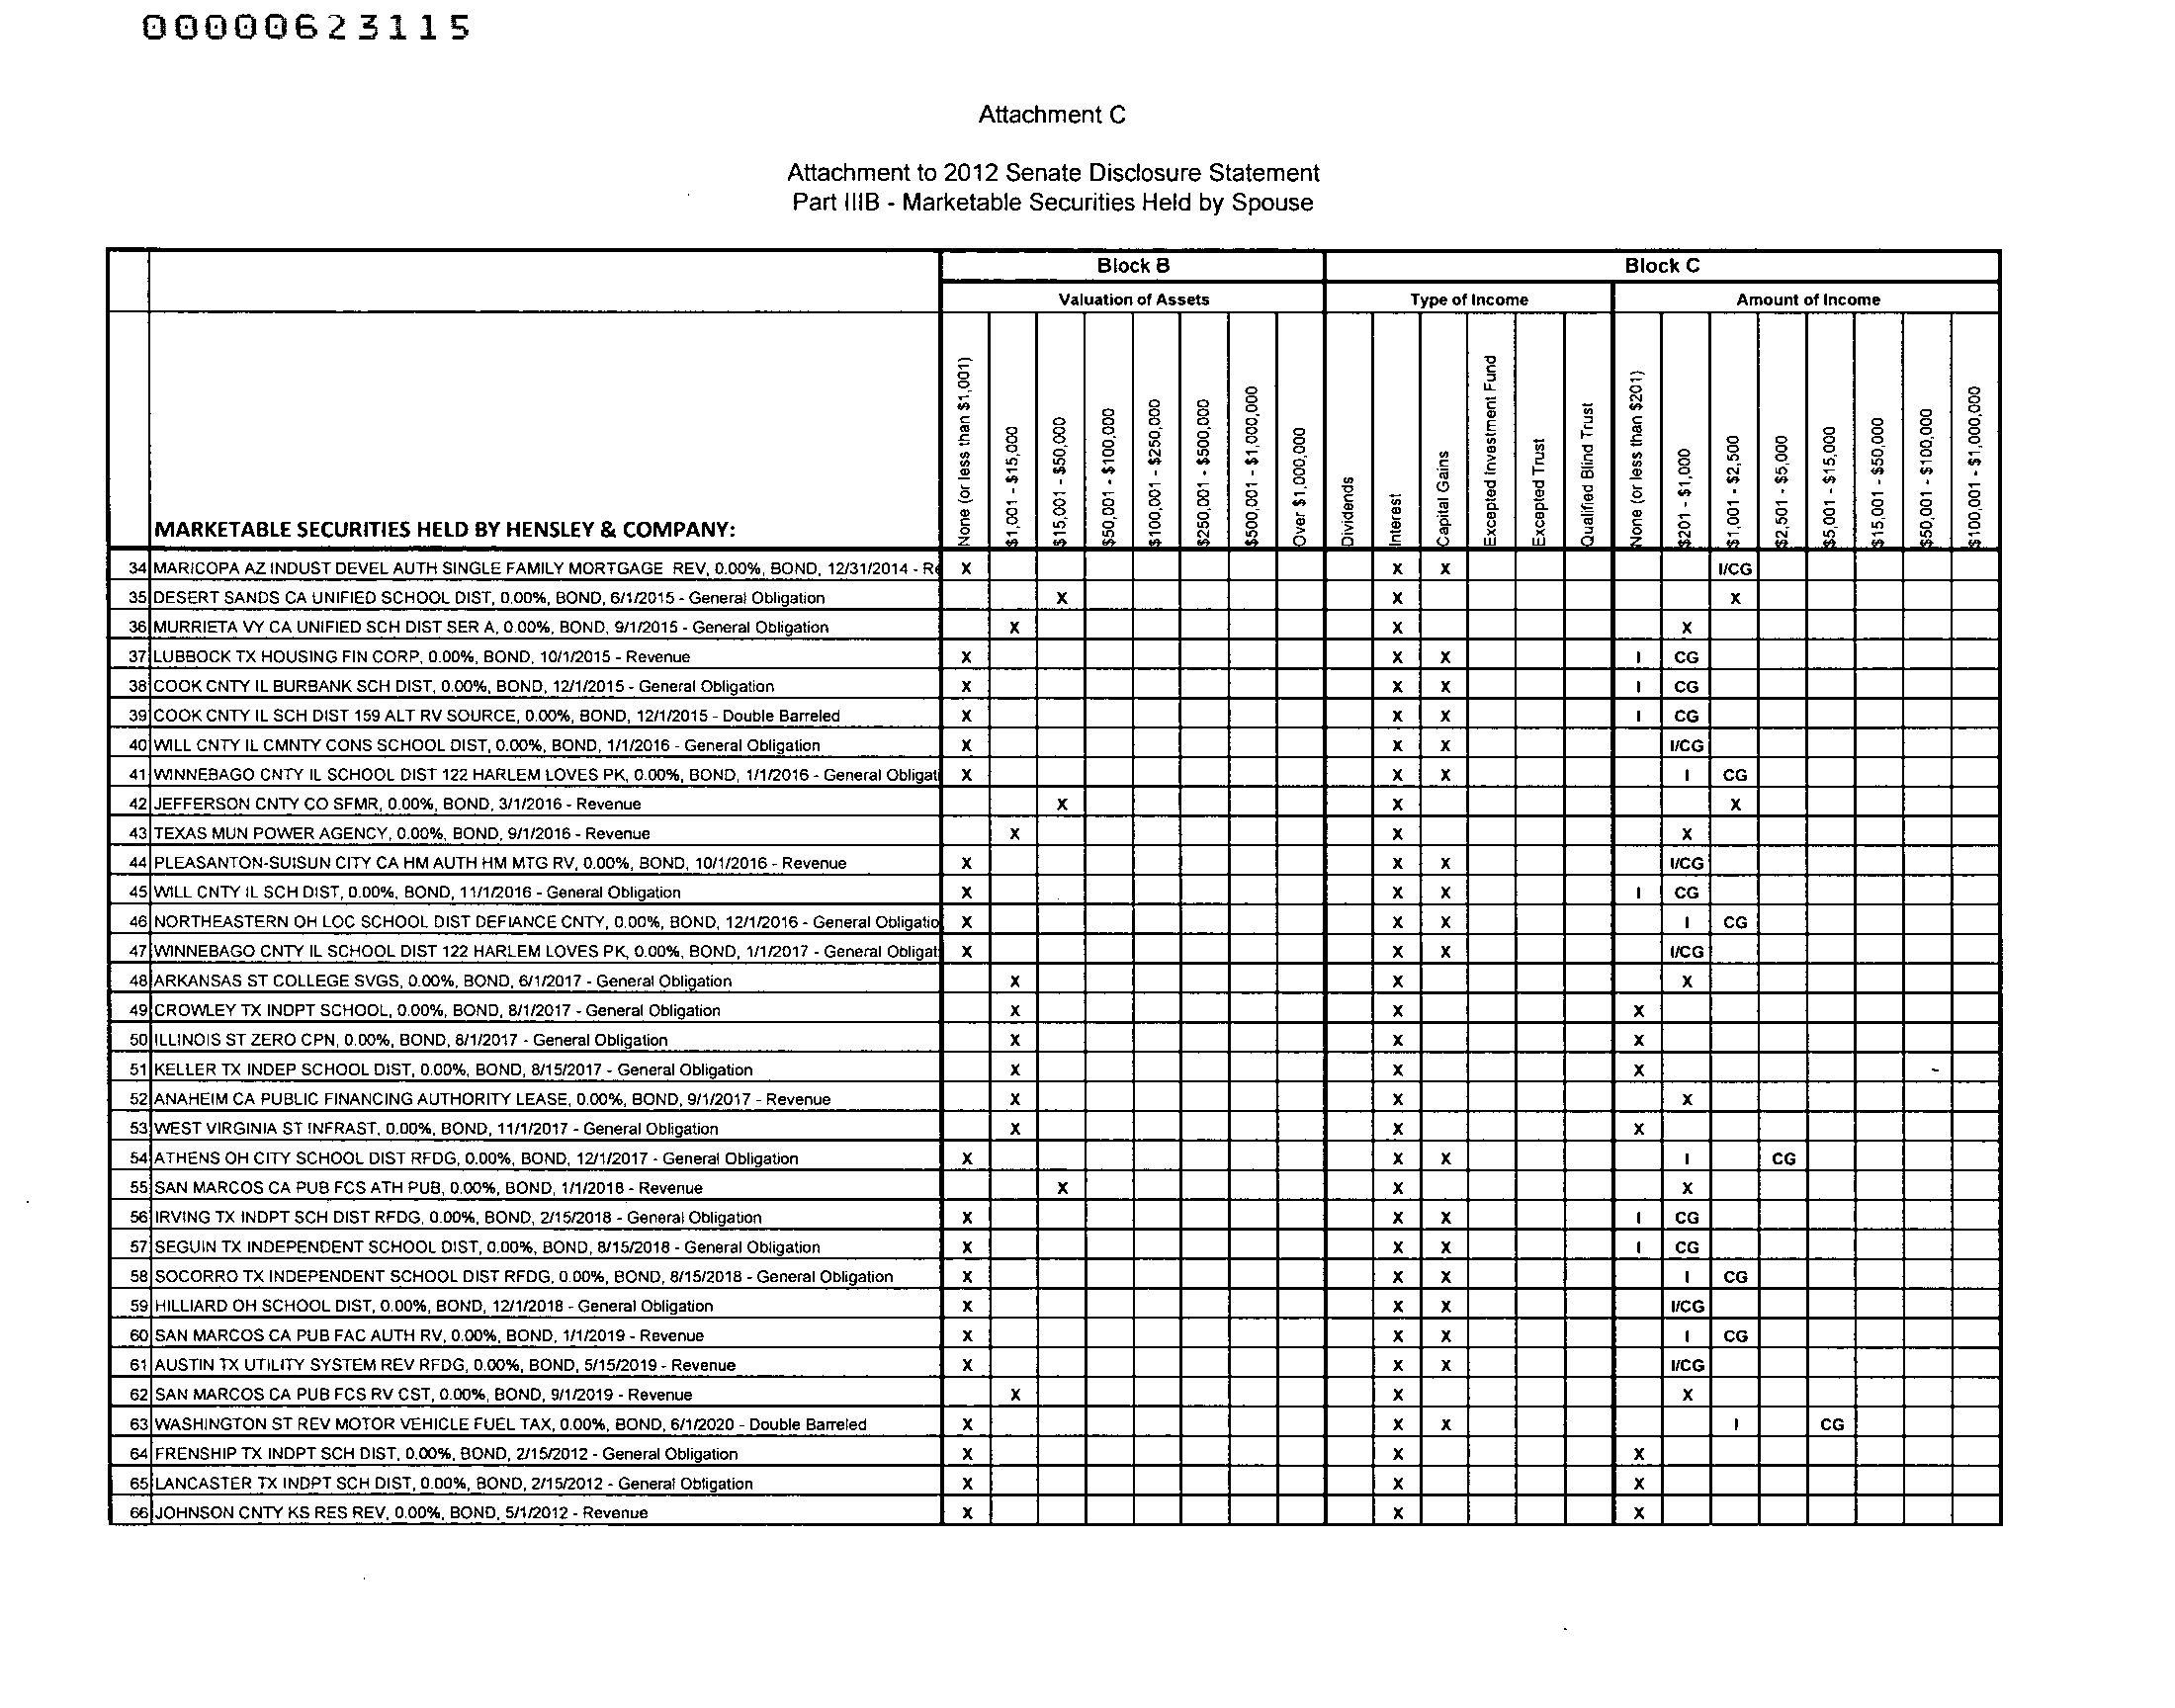 00000623115
Attachment C
Attachment to 2012 Senate Disclosure Statement
Part IIIB - Marketable Securities Held by Spouse
Block B Block C
Valuation of Assets Type of Income Amount of Income
MARKETABLE SECURITIES HELD BY HENSLEY & COMPANY: None (or less than $1,001) $1,001 - $15,000 $15,001 - $50,000 $50,001 - $100,000 $100,001 - $250,000 $250,001 - $500,000 $500,001 - $1,000,000 Over $1,000,000 Dividends Interest Capital Gains Excepted Investment Fund Excepted Trust Qualified Blind Trust None (or less than $201) $201 - $1,000 $1,001 - $2,500 $2,501 - $5,000 $5,001 - $15,000 $15,001 - $50,000 $50,001 - $100,000 $100,001 - $1,000,000
34 MARICOPA AZ INDUST DEVEL AUTH SINGLE FAMILY MORTGAGE REV, 0.00%, BOND, 12/31/2014 - Re X X X I/CG
35 DESERT SANDS CA UNIFIED SCHOOL DIST, 0.00%, BOND, 6/1/2015 - General Obligation X X X
36 MURRIETA VY CA UNIFIED SCH DIST SER A, 0.00%, BOND, 9/1/2015 - General Obligation X X X
37 LUBBOCK TX HOUSING FIN CORP, 0.00%, BOND, 10/1/2015 - Revenue X X X I CG
38 COOK CNTY IL BURBANK SCH DIST, 0.00%, BOND, 12/1/2015 - General Obligation X X X I CG
39 COOK CNTY IL SCH DIST 159 ALT RV SOURCE, 0.00%, BOND, 12/1/2015 - Double Barreled X X X I CG
40 WILL CNTY IL CMNTY CONS SCHOOL DIST, 0.00%, BOND, 1/1/2016 - General Obligation X X X I/CG
41 WINNEBAGO CNTY IL SCHOOL DIST 122 HARLEM LOVES PK, 0.00%, BOND, 1/1/2016 - General Obligati X X X I CG
42 JEFFERSON CNTY CO SFMR, 0.00%, BOND, 3/1/2016 - Revenue X X X
43 TEXAS MUN POWER AGENCY, 0.00%, BOND, 9/1/2016 - Revenue X X X
44 PLEASANTON-SUISUN CITY CA HM AUTH HM MTG RV, 0.00%, BOND, 10/1/2016 - Revenue X X X I/CG
45 WILL CNTY IL SCH DIST, 0.00%, BOND, 11/1/2016 - General Obligation X X X I CG
46 NORTHEASTERN OH LOC SCHOOL DIST DEFIANCE CNTY, 0.00%, BOND, 12/1/2016 - General Obligatio X X X I CG
47 WINNEBAGO CNTY IL SCHOOL DIST 122 HARLEM LOVES PK, 0.00%, BOND, 1/1/2017 - General Obligat X X X I/CG
48 ARKANSAS ST COLLEGE SVGS, 0.00%, BOND, 6/1/2017 - General Obligation X X X
49 CROWLEY TX INDPT SCHOOL, 0.00%, BOND, 8/1/2017 - General Obligation X X X
50 ILLINOIS ST ZERO CPN, 0.00%, BOND, 8/1/2017 - General Obligation X X X
51 KELLER TX INDEP SCHOOL DIST, 0.00%, BOND, 8/15/2017 - General Obligation X X X
52 ANAHEIM CA PUBLIC FINANCING AUTHORITY LEASE, 0.00%, BOND, 9/1/2017 - Revenue X X X
53 WEST VIRGINIA ST INFRAST, 0.00%, BOND, 11/1/2017 - General Obligation X X X
54 ATHENS OH CITY SCHOOL DIST RFDG, 0.00%, BOND, 12/1/2017 - General Obligation X X X I CG
55 SAN MARCOS CA PUB FCS ATH PUB, 0.00%, BOND, 1/1/2018 - Revenue X X X
56 IRVING TX INDPT SCH DIST RFDG, 0.00%, BOND, 2/15/2018 - General Obligation X X X I CG
57 SEGUIN TX INDEPENDENT SCHOOL DIST, 0.00%, BOND, 8/15/2018 - General Obligation X X X I CG
58 SOCORRO TX INDEPENDENT SCHOOL DIST RFDG, 0.00%, BOND, 8/15/2018 - General Obligation X X X I CG
59 HILLIARD OH SCHOOL DIST, 0.00%, BOND, 12/1/2018 - General Obligation X X X I/CG
60 SAN MARCOS CA PUB FAC AUTH RV, 0.00%, BOND, 1/1/2019 - Revenue X X X I CG
61 AUSTIN TX UTILITY SYSTEM REV RFDG, 0.00%, BOND, 5/15/2019 - Revenue X X X I/CG
62 SAN MARCOS CA PUB FCS RV CST, 0.00%, BOND, 9/1/2019 - Revenue X X X
63 WASHINGTON ST REV MOTOR VEHICLE FUEL TAX, 0.00%, BOND, 6/1/2020 - Double Barreled X X X I CG
64 FRENSHIP TX INDPT SCH DIST, 0.00%, BOND, 2/15/2012 - General Obligation X X X
65 LANCASTER TX INDPT SCH DIST, 0.00%, BOND, 2/15/2012 - General Obligation X X X
66 JOHNSON CNTY KS RES REV, 0.00%, BOND, 5/1/2012 - Revenue X X X